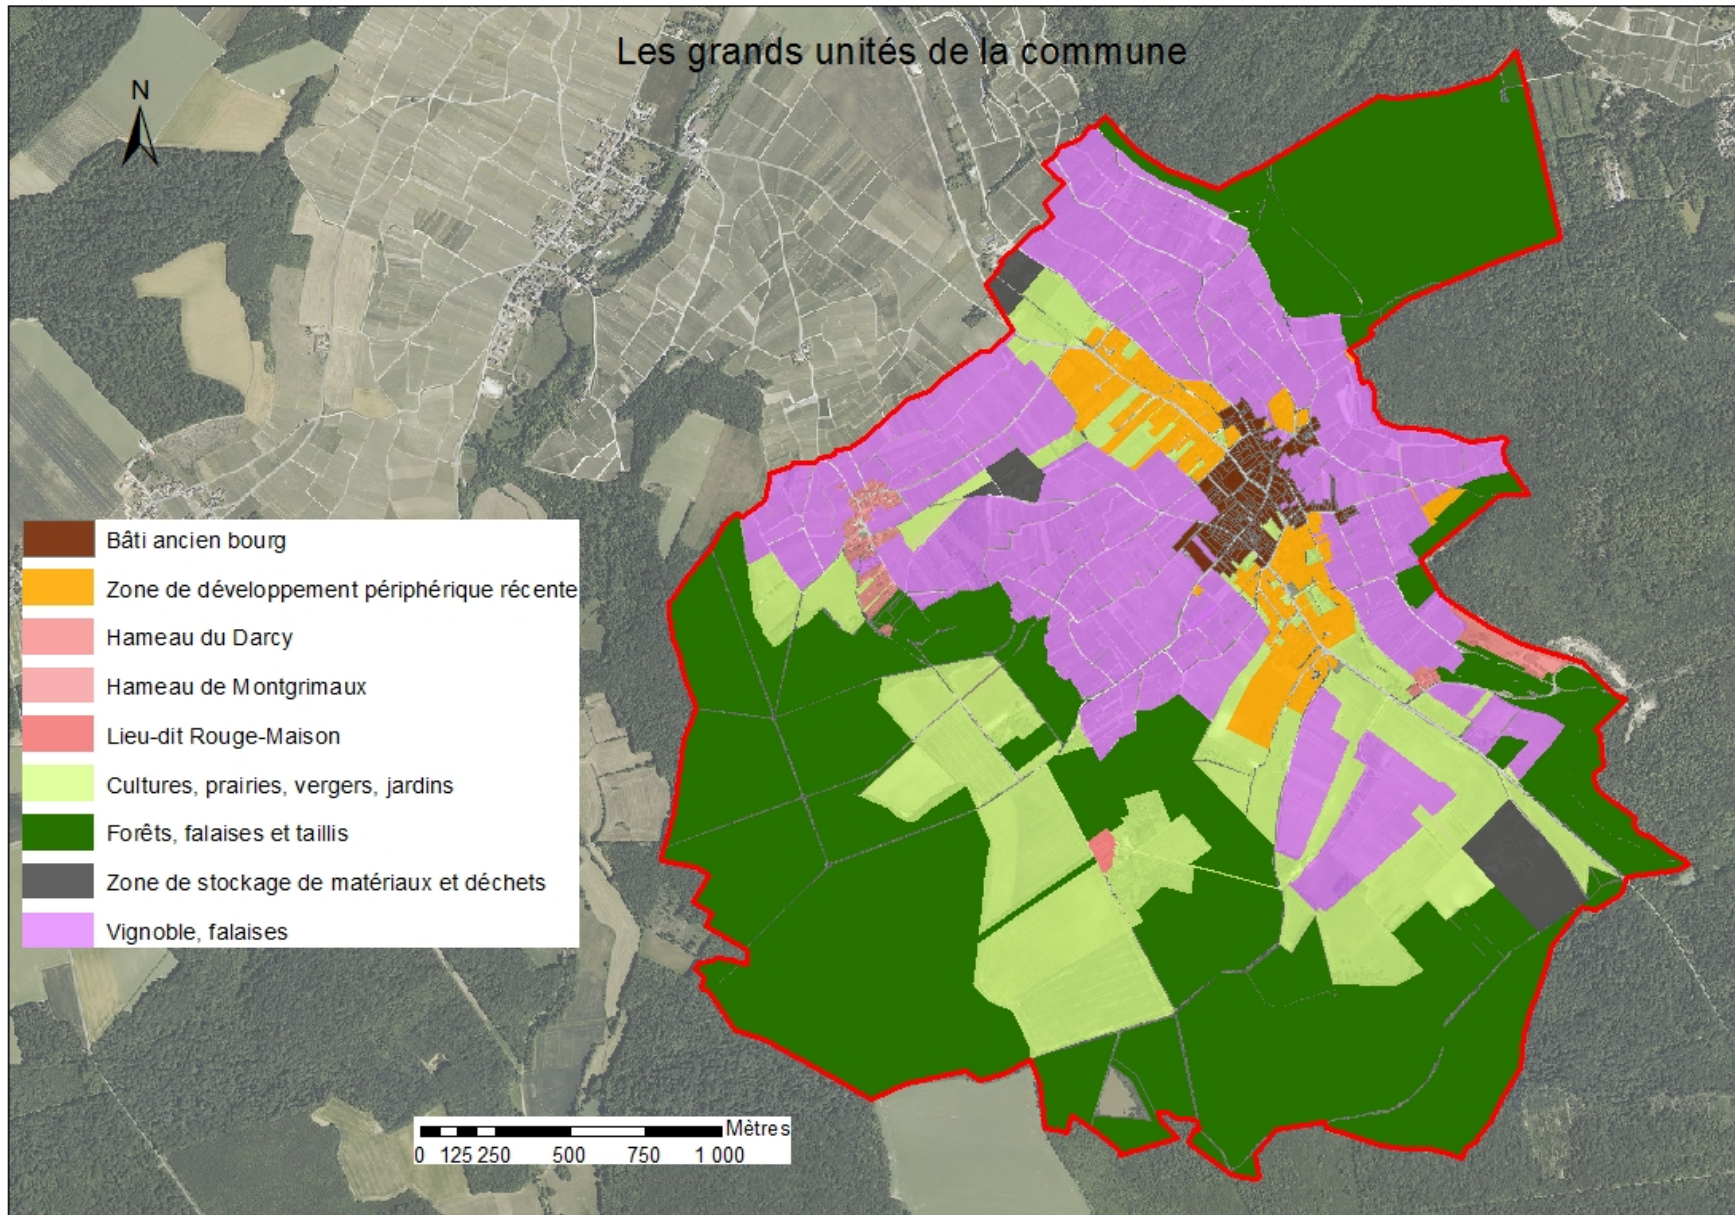 Les grands unités de la commune
N
Bâti ancien bourg
Zone de développement périphérique récente
Hameau du Darcy
Hameau de Montgrimaux
Lieu-dit Rouge-Maison
Cultures, prairies, vergers, jardins
Forêts, falaises et taillis
Zone de stockage de matériaux et déchets
Vignoble, falaises
Mètres
0 125 250 500 750 1 000